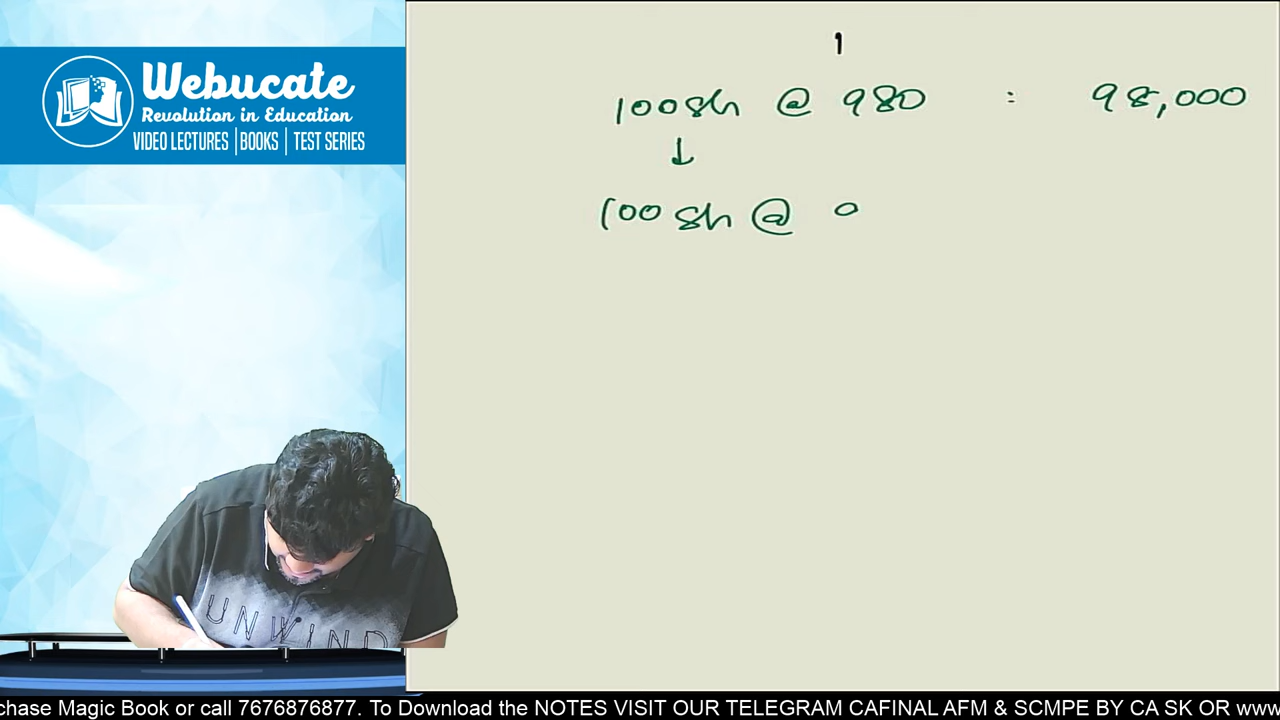 Webucate
Revolution in Education
VIDEO LECTURES | BOOKS | TEST SERIES
1
100sh @ 980 : 98,000
↓
100 sh @
UNWIND
chase Magic Book or call 7676876877. To Download the NOTES VISIT OUR TELEGRAM CAFINAL AFM & SCMPE BY CA SK OR www